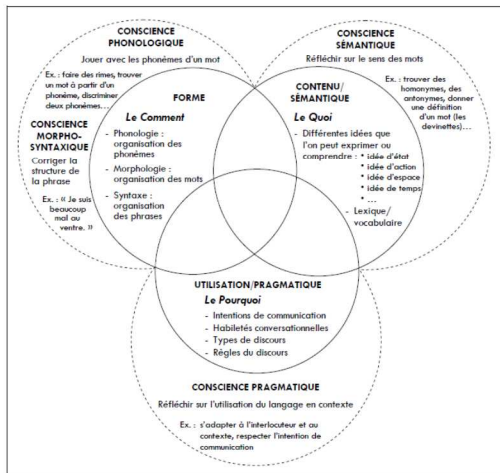 CONSCIENCE
PHONOLOGIQUE
Jouer avec les phonèmes d'un mot
Ex. : faire des rimes, trouver
un mot à partir d'un
phonème, discriminer
deux phonèmes…
CONSCIENCE
MORPHO-
SYNTAXIQUE
Corriger la
structure de
la phrase
Ex. : « Je suis
beaucoup
mal au
ventre. »
FORME
Le Comment
- Phonologie :
organisation des
phonèmes
- Morphologie :
organisation des mots
- Syntaxe :
organisation
des phrases
CONSCIENCE
SÉMANTIQUE
Réfléchir sur le sens des mots
Ex. : trouver des
homonymes, des
antonymes, donner
une définition
d'un mot (les
devinettes)…
CONTENU/
SÉMANTIQUE
Le Quoi
- Différentes idées que
l'on peut exprimer ou
comprendre :
• idée d'état
• idée d'action
• idée d'espace
• idée de temps
• …
- Lexique/
vocabulaire
UTILISATION/PRAGMATIQUE
Le Pourquoi
- Intentions de communication
- Habiletés conversationnelles
- Types de discours
- Règles du discours
CONSCIENCE PRAGMATIQUE
Réfléchir sur l'utilisation du langage en contexte
Ex. : s'adapter à l'interlocuteur et au
contexte, respecter l'intention de
communication